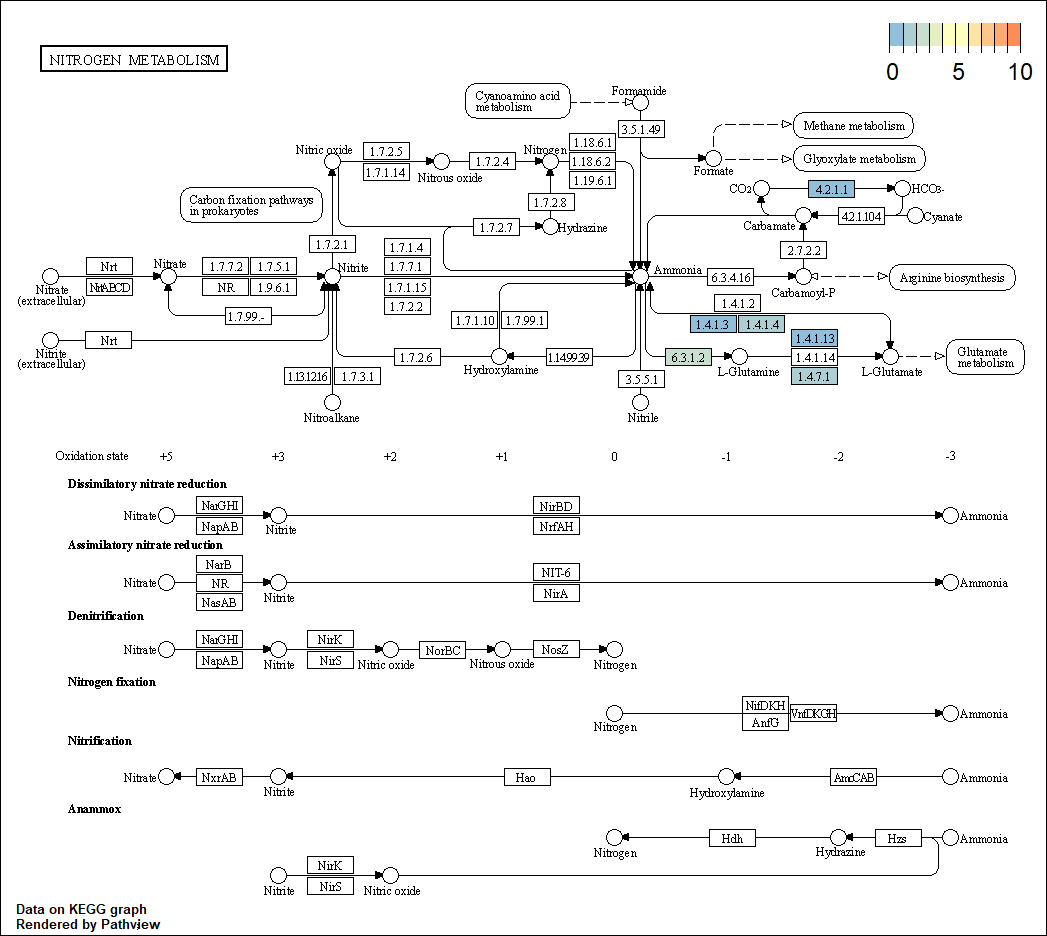 NITROGEN METABOLISM
0 5 10
Cyanoamino acid
metabolism
Formamide
3.5.1.49
Methane metabolism
Glyoxylate metabolism
Formate
Nitric oxide
1.7.2.5
1.7.1.14
Nitrous oxide
1.7.2.4
Nitrogen
1.18.6.1
1.18.6.2
1.19.6.1
CO2
4.2.1.1
HCO3-
Carbon fixation pathways
in prokaryotes
1.7.2.8
1.7.2.7
Hydrazine
Carbamate
4.2.1.104
Cyanate
1.7.2.1
1.7.1.4
1.7.7.1
1.7.1.15
1.7.2.2
2.7.2.2
Nrt
NrtABCD
Nitrate
(extracellular)
Nitrate
1.7.7.2
1.7.5.1
NR
1.9.6.1
Nitrite
Ammonia
6.3.4.16
Carbamoyl-P
Arginine biosynthesis
1.7.99.-
Nrt
Nitrite
(extracellular)
1.7.1.10
1.7.99.1
1.4.1.2
1.4.1.3
1.4.1.4
1.7.2.6
Hydroxylamine
1.14.99.39
6.3.1.2
L-Glutamine
1.4.1.13
1.4.1.14
1.4.7.1
L-Glutamate
Glutamate
metabolism
1.13.12.16
1.7.3.1
3.5.5.1
Nitroalkane
Nitrile
Oxidation state +5 +3 +2 +1 0 -1 -2 -3
Dissimilatory nitrate reduction
NarGHI
NapAB
Nitrate
Nitrite
NirBD
NrfAH
Ammonia
Assimilatory nitrate reduction
NarB
NR
NasAB
Nitrate
Nitrite
NIT-6
NirA
Ammonia
Denitrification
Nitrate
NarGHI
NapAB
Nitrite
NirK
NirS
Nitric oxide
NorBC
Nitrous oxide
NosZ
Nitrogen
Nitrogen fixation
Nitrogen
NifDKH
AnfG
VnfDKGH
Ammonia
Nitrification
Nitrate
NxrAB
Nitrite
Hao
Hydroxylamine
AmoCAB
Ammonia
Anammox
Nitrogen
Hdh
Hydrazine
Hzs
Ammonia
Nitrite
NirK
NirS
Nitric oxide
Data on KEGG graph
Rendered by Pathview